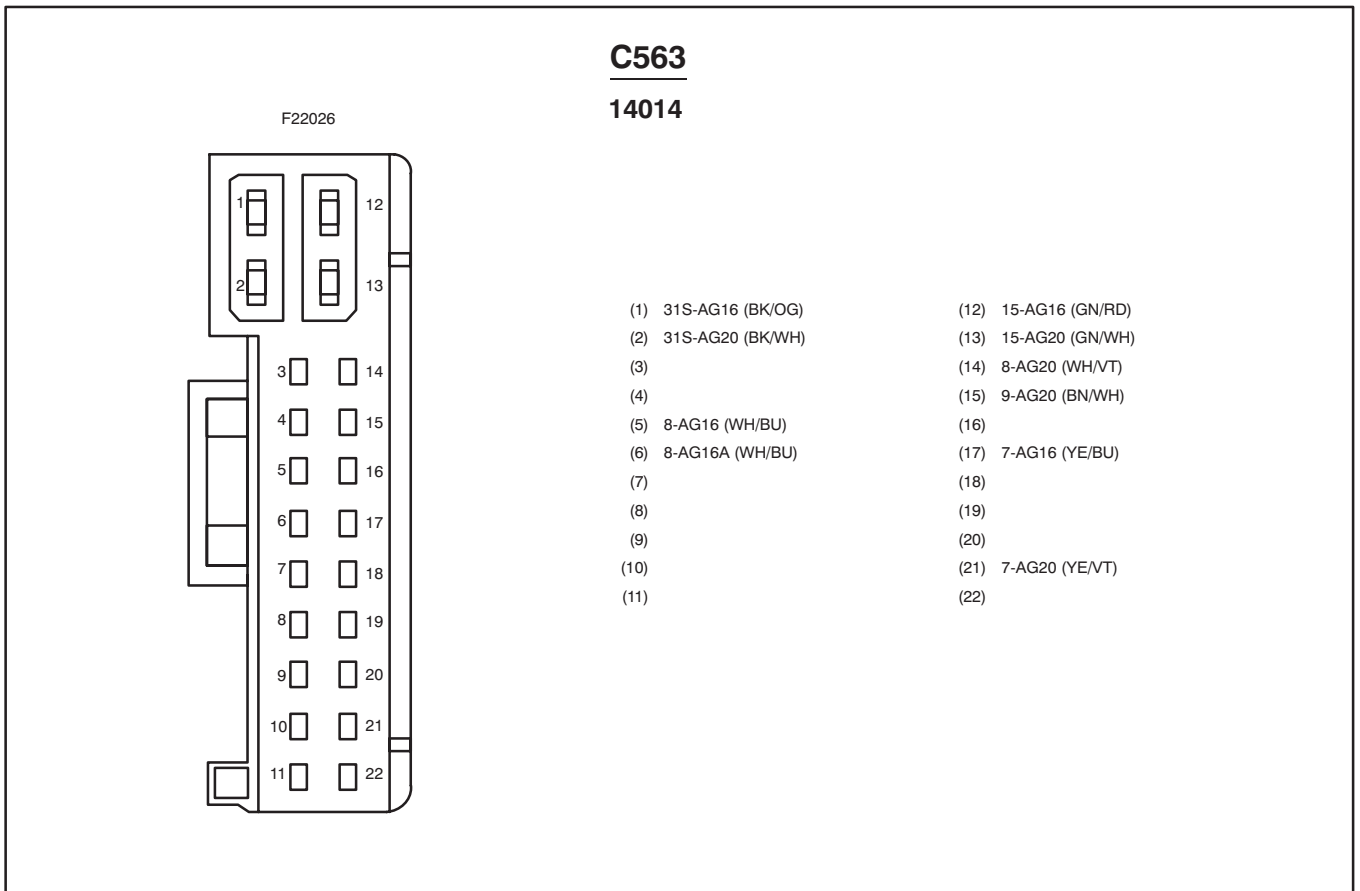 C563
14014
F22026
1 12
2 13
3 14
4 15
5 16
6 17
7 18
8 19
9 20
10 21
11 22
(1) 31S-AG16 (BK/OG)
(2) 31S-AG20 (BK/WH)
(3)
(4)
(5) 8-AG16 (WH/BU)
(6) 8-AG16A (WH/BU)
(7)
(8)
(9)
(10)
(11)
(12) 15-AG16 (GN/RD)
(13) 15-AG20 (GN/WH)
(14) 8-AG20 (WH/VT)
(15) 9-AG20 (BN/WH)
(16)
(17) 7-AG16 (YE/BU)
(18)
(19)
(20)
(21) 7-AG20 (YE/VT)
(22)